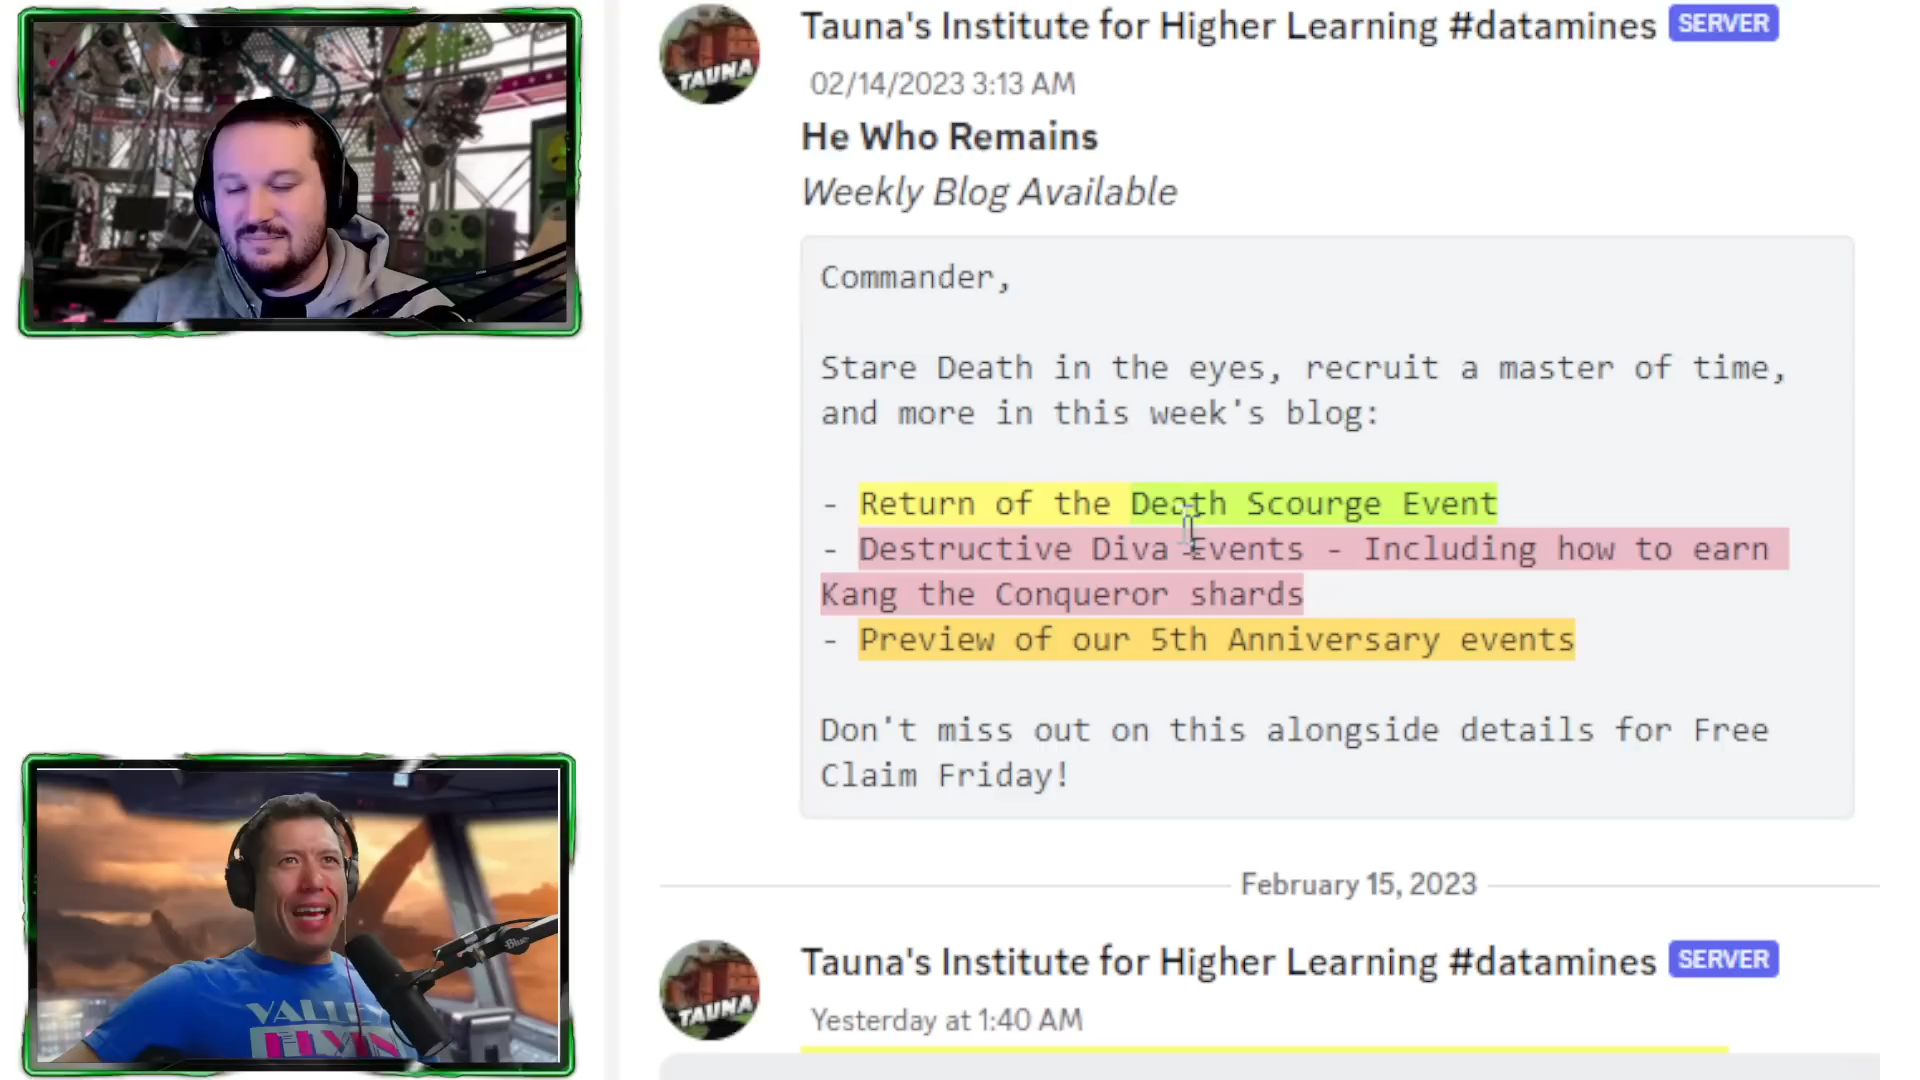 Tauna's Institute for Higher Learning #datamines SERVER
TAUNA
02/14/2023 3:13 AM
He Who Remains
Weekly Blog Available
Commander,
Stare Death in the eyes, recruit a master of time,
and more in this week's blog:
- Return of the Death Scourge Event
- Destructive Diva Events - Including how to earn
Kang the Conqueror shards
- Preview of our 5th Anniversary events
Don't miss out on this alongside details for Free
Claim Friday!
February 15, 2023
Tauna's Institute for Higher Learning #datamines SERVER
TAUNA
Yesterday at 1:40 AM
Blue